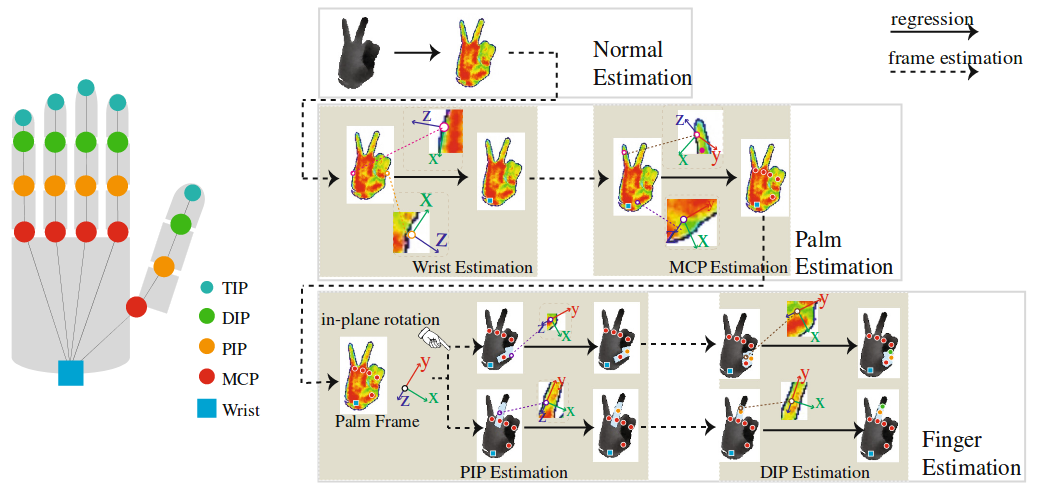 TIP
DIP
PIP
MCP
Wrist
regression
frame estimation
Normal
Estimation
z
x
x
z
Wrist Estimation
z
x
y
z
x
MCP Estimation
Palm
Estimation
in-plane rotation
y
z
x
Palm Frame
y
z
x
y
z
x
PIP Estimation
y
x
y
x
DIP Estimation
Finger
Estimation